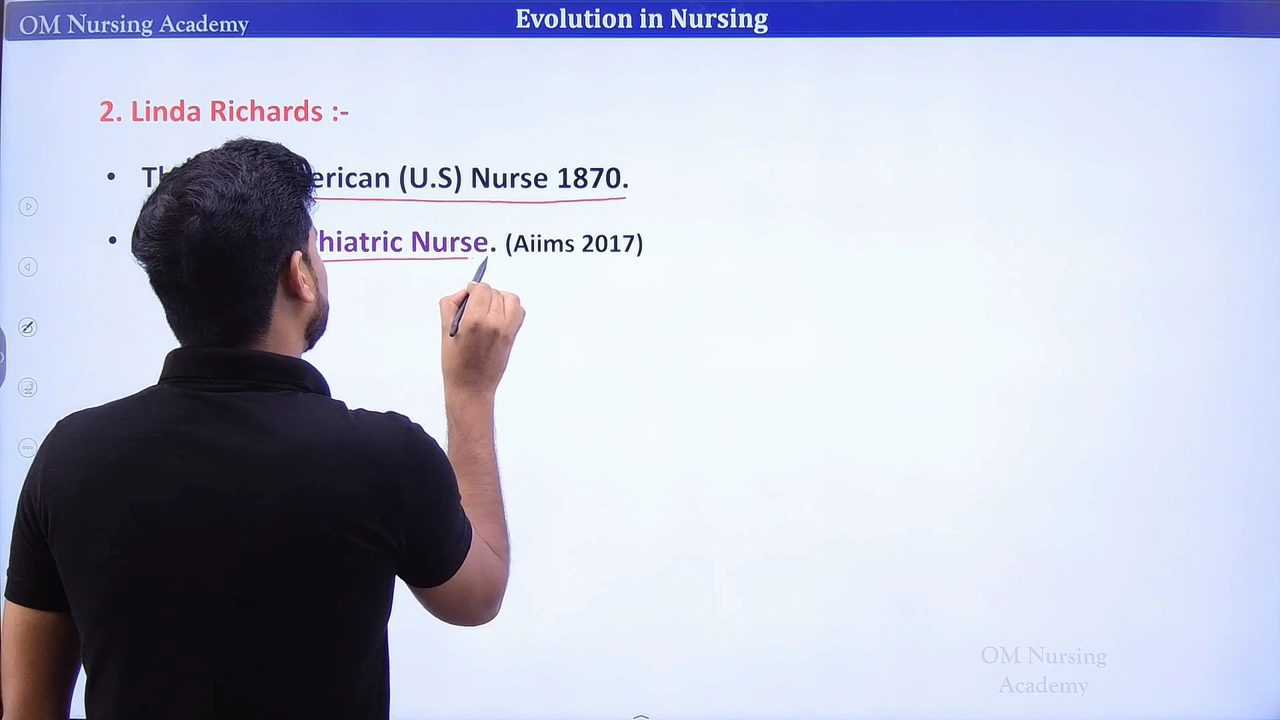 OM Nursing Academy
Evolution in Nursing
2. Linda Richards :-
• erican (U.S) Nurse 1870.
• hiatric Nurse. (Aiims 2017)
OM Nursing
Academy